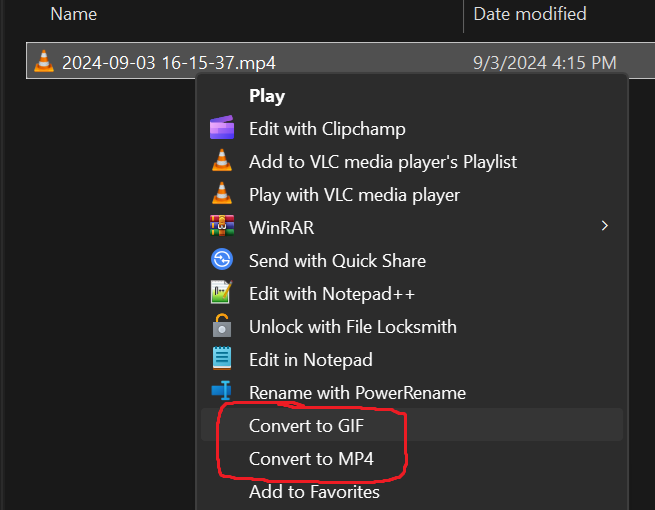 Name Date modified
2024-09-03 16-15-37.mp4 9/3/2024 4:15 PM
Play
Edit with Clipchamp
Add to VLC media player's Playlist
Play with VLC media player
WinRAR
Send with Quick Share
Edit with Notepad++
Unlock with File Locksmith
Edit in Notepad
Rename with PowerRename
Convert to GIF
Convert to MP4
Add to Favorites